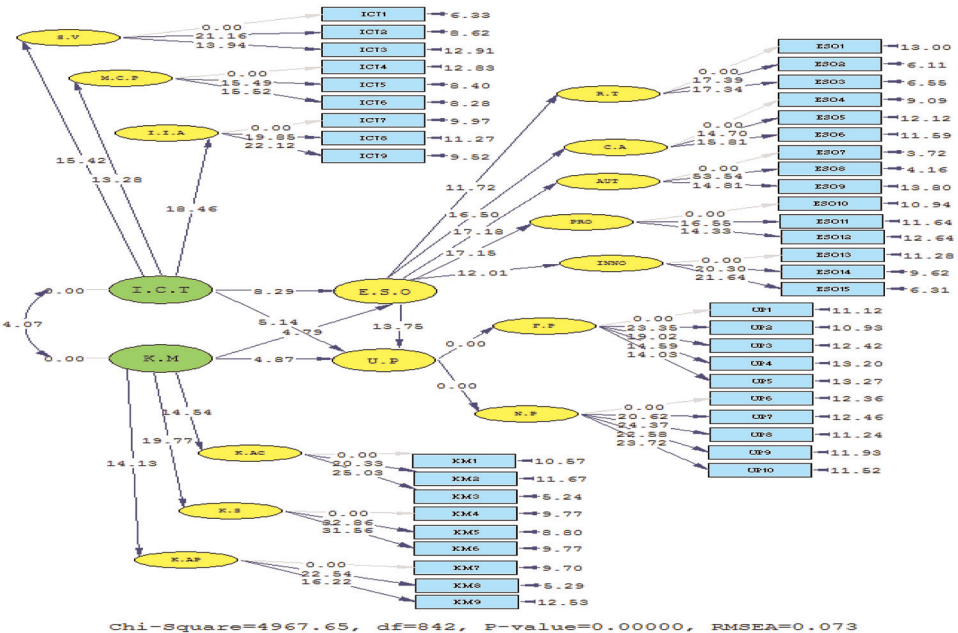 S.V
0.00
21.16
13.94
ICT1
6.33
ICT2
8.62
ICT3
12.91
M.C.P
0.00
15.49
15.52
ICT4
12.83
ICT5
8.40
ICT6
8.28
I.I.A
0.00
19.85
22.12
ICT7
9.97
ICT8
11.27
ICT9
9.52
15.42
13.28
18.46
R.T
0.00
17.39
17.34
ESO1
13.00
ESO2
6.11
ESO3
6.55
C.A
0.00
14.70
15.81
ESO4
9.09
ESO5
12.12
ESO6
11.59
AUT
0.00
53.54
14.81
ESO7
3.72
ESO8
4.16
ESO9
13.80
PRO
0.00
16.55
14.33
ESO10
10.94
ESO11
11.64
ESO12
12.64
INNO
0.00
20.30
21.64
ESO13
11.28
ESO14
9.62
ESO15
6.31
11.72
16.50
17.18
17.15
12.01
0.00
I.C.T
8.29
E.S.O
4.07
5.14
4.79
13.75
0.00
K.M
4.87
U.P
0.00
0.00
F.P
0.00
23.35
19.02
14.59
14.03
UP1
11.12
UP2
10.93
UP3
12.42
UP4
13.20
UP5
13.27
N.P
0.00
20.62
24.37
22.58
23.72
UP6
12.36
UP7
12.46
UP8
11.24
UP9
11.93
UP10
11.52
14.54
19.77
14.13
K.AC
0.00
20.33
25.03
KM1
10.57
KM2
11.67
KM3
5.24
K.S
0.00
32.86
31.56
KM4
9.77
KM5
8.80
KM6
9.77
K.AP
0.00
22.54
16.22
KM7
9.70
KM8
5.29
KM9
12.53
Chi-Square=4967.65, df=842, P-value=0.00000, RMSEA=0.073